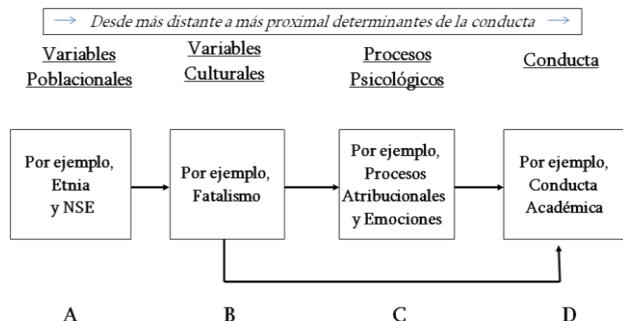 → Desde más distante a más proximal determinantes de la conducta →
Variables
Poblacionales
Variables
Culturales
Procesos
Psicológicos
Conducta
Por ejemplo,
Etnia
y NSE
Por ejemplo,
Fatalismo
Por ejemplo,
Procesos
Atribucionales
y Emociones
Por ejemplo,
Conducta
Académica
A
B
C
D